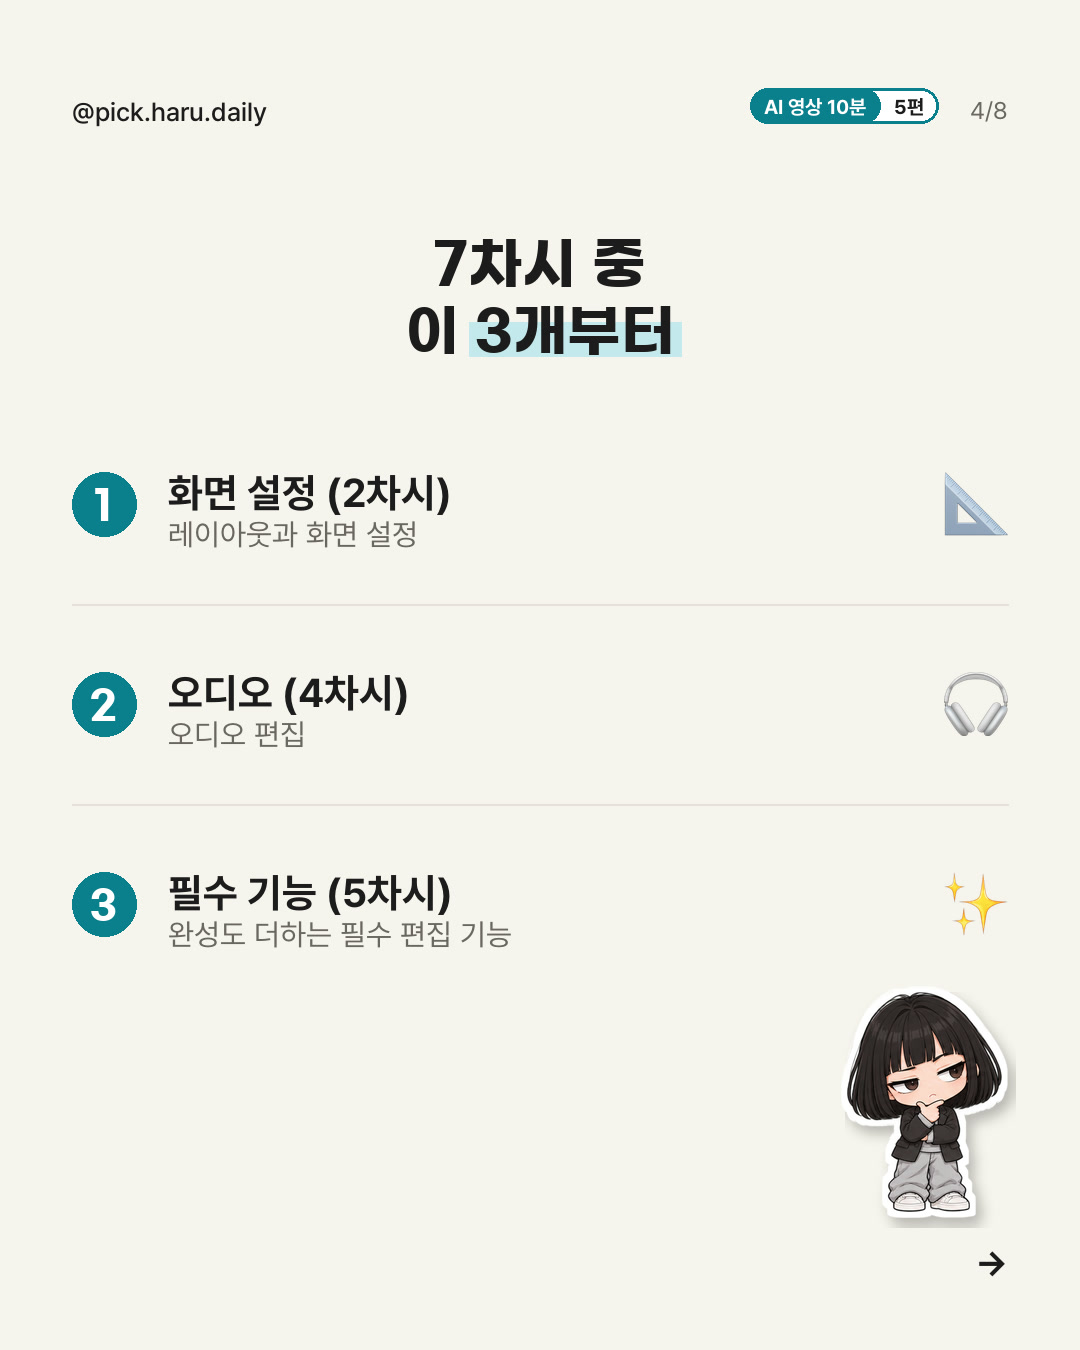 @pick.haru.daily
AI 영상 10분 5편 4/8
7차시 중
이 3개부터
1 화면 설정 (2차시)
레이아웃과 화면 설정
2 오디오 (4차시)
오디오 편집
3 필수 기능 (5차시)
완성도 더하는 필수 편집 기능
→